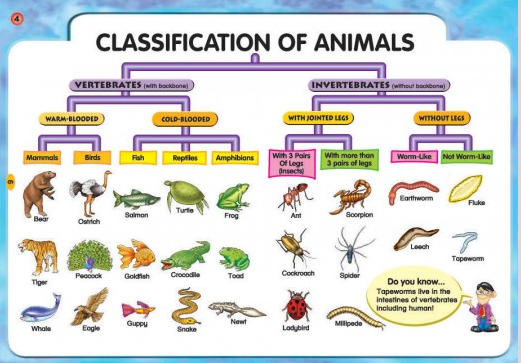 4
CLASSIFICATION OF ANIMALS
VERTEBRATES (with backbone)
INVERTEBRATES (without backbone)
WARM-BLOODED
COLD-BLOODED
WITH JOINTED LEGS
WITHOUT LEGS
Mammals
Birds
Fish
Reptiles
Amphibians
With 3 Pairs
Of Legs
(Insects)
With more than
3 pairs of legs
Worm-Like
Not Worm-Like
Bear
Ostrich
Salmon
Turtle
Frog
Ant
Scorpion
Earthworm
Fluke
Tiger
Peacock
Goldfish
Crocodile
Toad
Cockroach
Spider
Leech
Tapeworm
Whale
Eagle
Guppy
Snake
Newt
Ladybird
Millipede
Do you know...
Tapeworms live in the
intestines of vertebrates
including human!